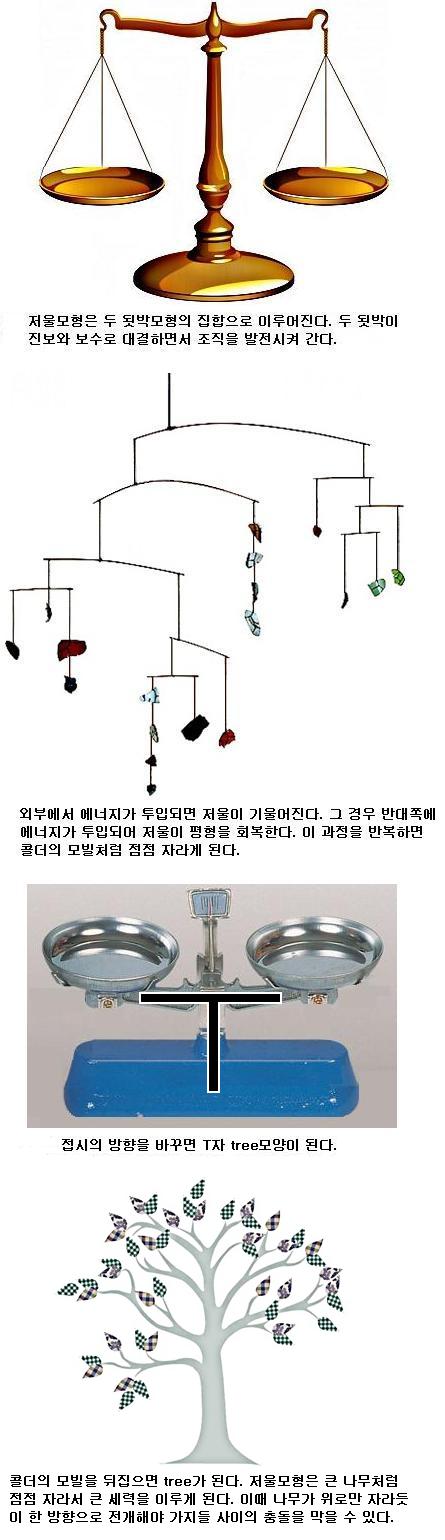 저울모형은 두 됫박모형의 집합으로 이루어진다. 두 됫박이
진보와 보수로 대결하면서 조직을 발전시켜 간다.
외부에서 에너지가 투입되면 저울이 기울어진다. 그 경우 반대쪽에
에너지가 투입되어 저울이 평형을 회복한다. 이 과정을 반복하면
콜더의 모빌처럼 점점 자라게 된다.
접시의 방향을 바꾸면 T자 tree모양이 된다.
콜더의 모빌을 뒤집으면 tree가 된다. 저울모형은 큰 나무처럼
점점 자라서 큰 세력을 이루게 된다. 이때 나무가 위로만 자라듯
이 한 방향으로 전개해야 가지들 사이의 충돌을 막을 수 있다.